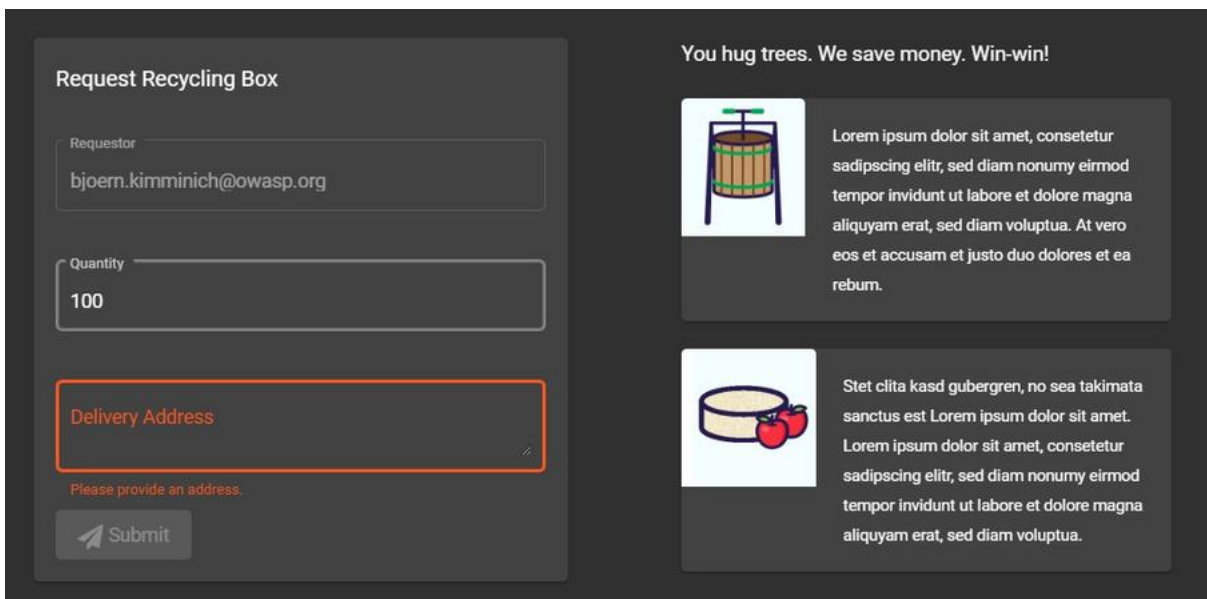 Request Recycling Box
Requestor
bjoern.kimminich@owasp.org
Quantity
100
Delivery Address
Please provide an address.
Submit
You hug trees. We save money. Win-win!
Lorem ipsum dolor sit amet, consetetur
sadipscing elitr, sed diam nonumy eirmod
tempor invidunt ut labore et dolore magna
aliquyam erat, sed diam voluptua. At vero
eos et accusam et justo duo dolores et ea
rebum.
Stet clita kasd gubergren, no sea takimata
sanctus est Lorem ipsum dolor sit amet.
Lorem ipsum dolor sit amet, consetetur
sadipscing elitr, sed diam nonumy eirmod
tempor invidunt ut labore et dolore magna
aliquyam erat, sed diam voluptua.